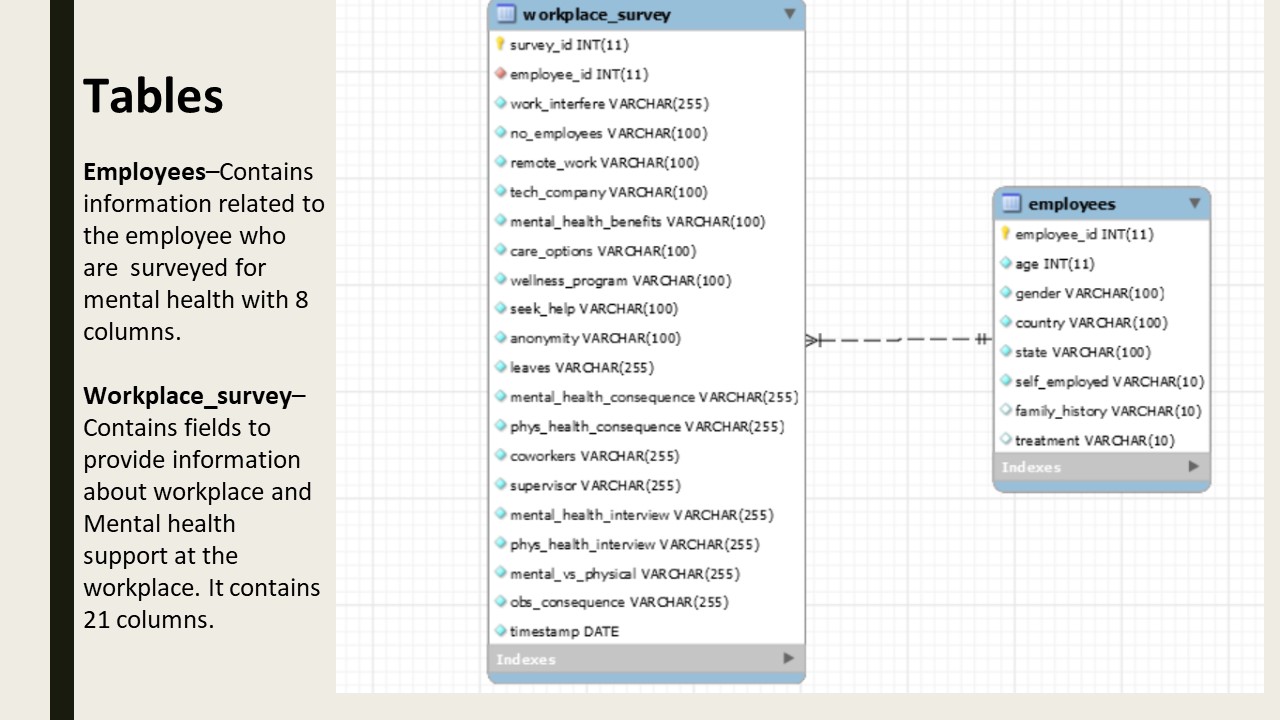 Tables
Employees–Contains
information related to
the employee who
are  surveyed for
mental health with 8
columns.
Workplace_survey–
Contains fields to
provide information
about workplace and
Mental health
support at the
workplace. It contains
21 columns.
workplace_survey
survey_id INT(11)
employee_id INT(11)
work_interfere VARCHAR(255)
no_employees VARCHAR(100)
remote_work VARCHAR(100)
tech_company VARCHAR(100)
mental_health_benefits VARCHAR(100)
care_options VARCHAR(100)
wellness_program VARCHAR(100)
seek_help VARCHAR(100)
anonymity VARCHAR(100)
leaves VARCHAR(255)
mental_health_consequence VARCHAR(255)
phys_health_consequence VARCHAR(255)
coworkers VARCHAR(255)
supervisor VARCHAR(255)
mental_health_interview VARCHAR(255)
phys_health_interview VARCHAR(255)
mental_vs_physical VARCHAR(255)
obs_consequence VARCHAR(255)
timestamp DATE
Indexes
employees
employee_id INT(11)
age INT(11)
gender VARCHAR(100)
country VARCHAR(100)
state VARCHAR(100)
self_employed VARCHAR(10)
family_history VARCHAR(10)
treatment VARCHAR(10)
Indexes